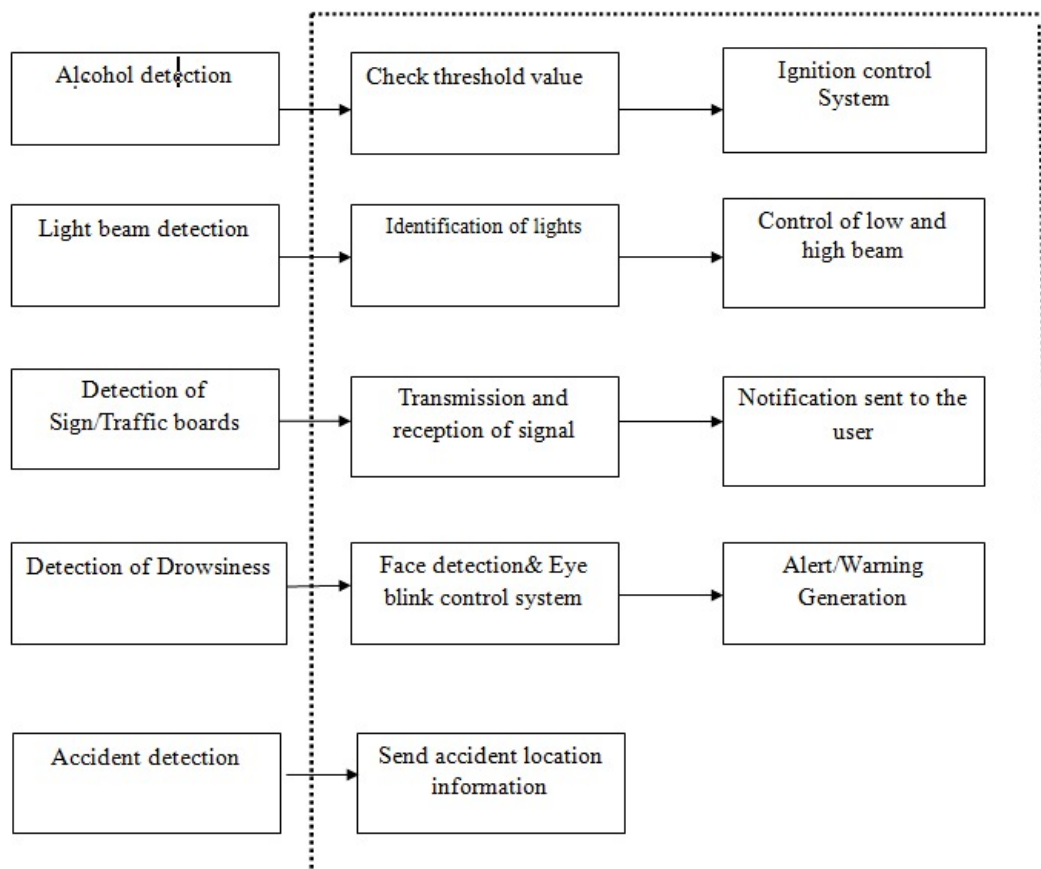 Alcohol detection
Check threshold value
Ignition control
System
Light beam detection
Identification of lights
Control of low and
high beam
Detection of
Sign/Traffic boards
Transmission and
reception of signal
Notification sent to the
user
Detection of Drowsiness
Face detection& Eye
blink control system
Alert/Warning
Generation
Accident detection
Send accident location
information